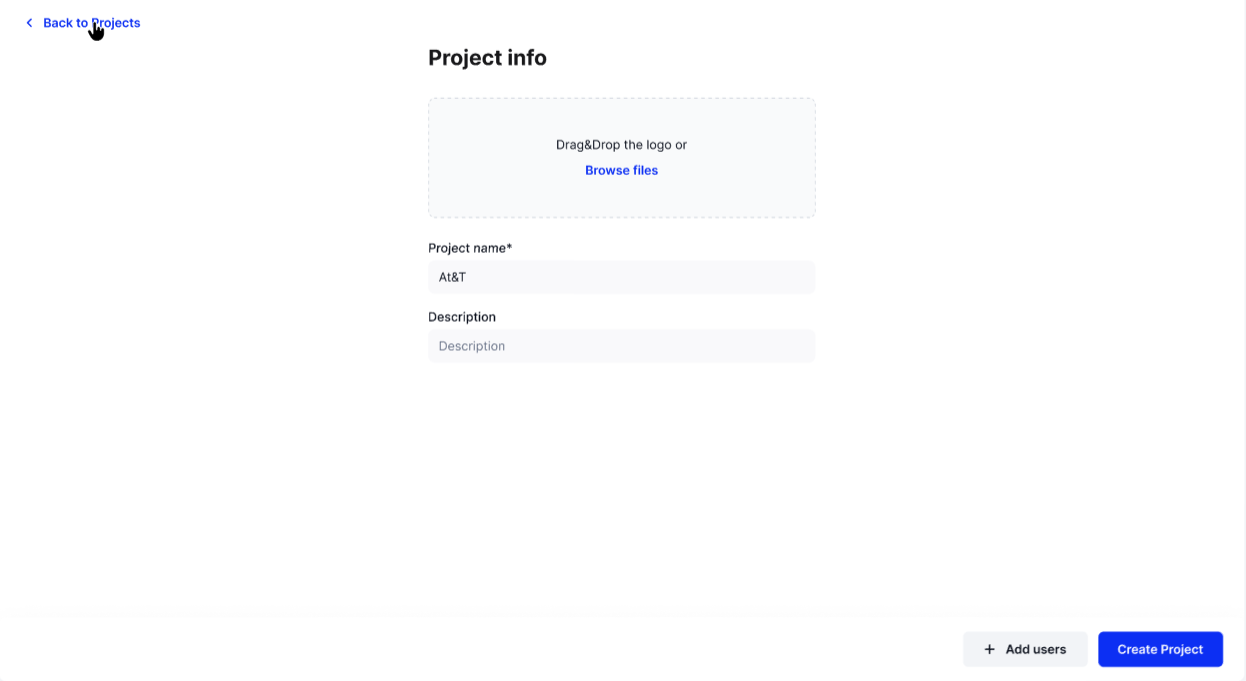 Back to Projects
Project info
Drag&Drop the logo or
Browse files
Project name*
At&T
Description
Description
+ Add users
Create Project